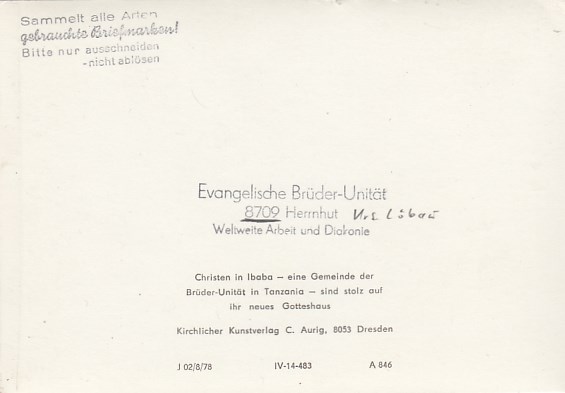 Sammelt alle Arten
gebrauchte Briefmarken!
Bitte nur ausschneiden
-nicht ablösen
Evangelische Brüder-Unität
8709 Herrnhut Krs. Löbau
Weltweite Arbeit und Diakonie
Christen in Ibaba — eine Gemeinde der
Brüder-Unität in Tanzania — sind stolz auf
ihr neues Gotteshaus
Kirchlicher Kunstverlag C. Aurig, 8053 Dresden
J 02/8/78 IV-14-483 A 846